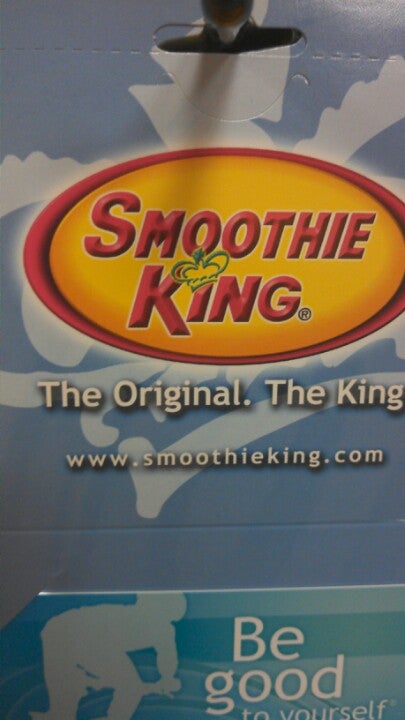 SMOOTHIE
KING®
The Original. The King
www.smoothieking.com
Be
good
to yourself®